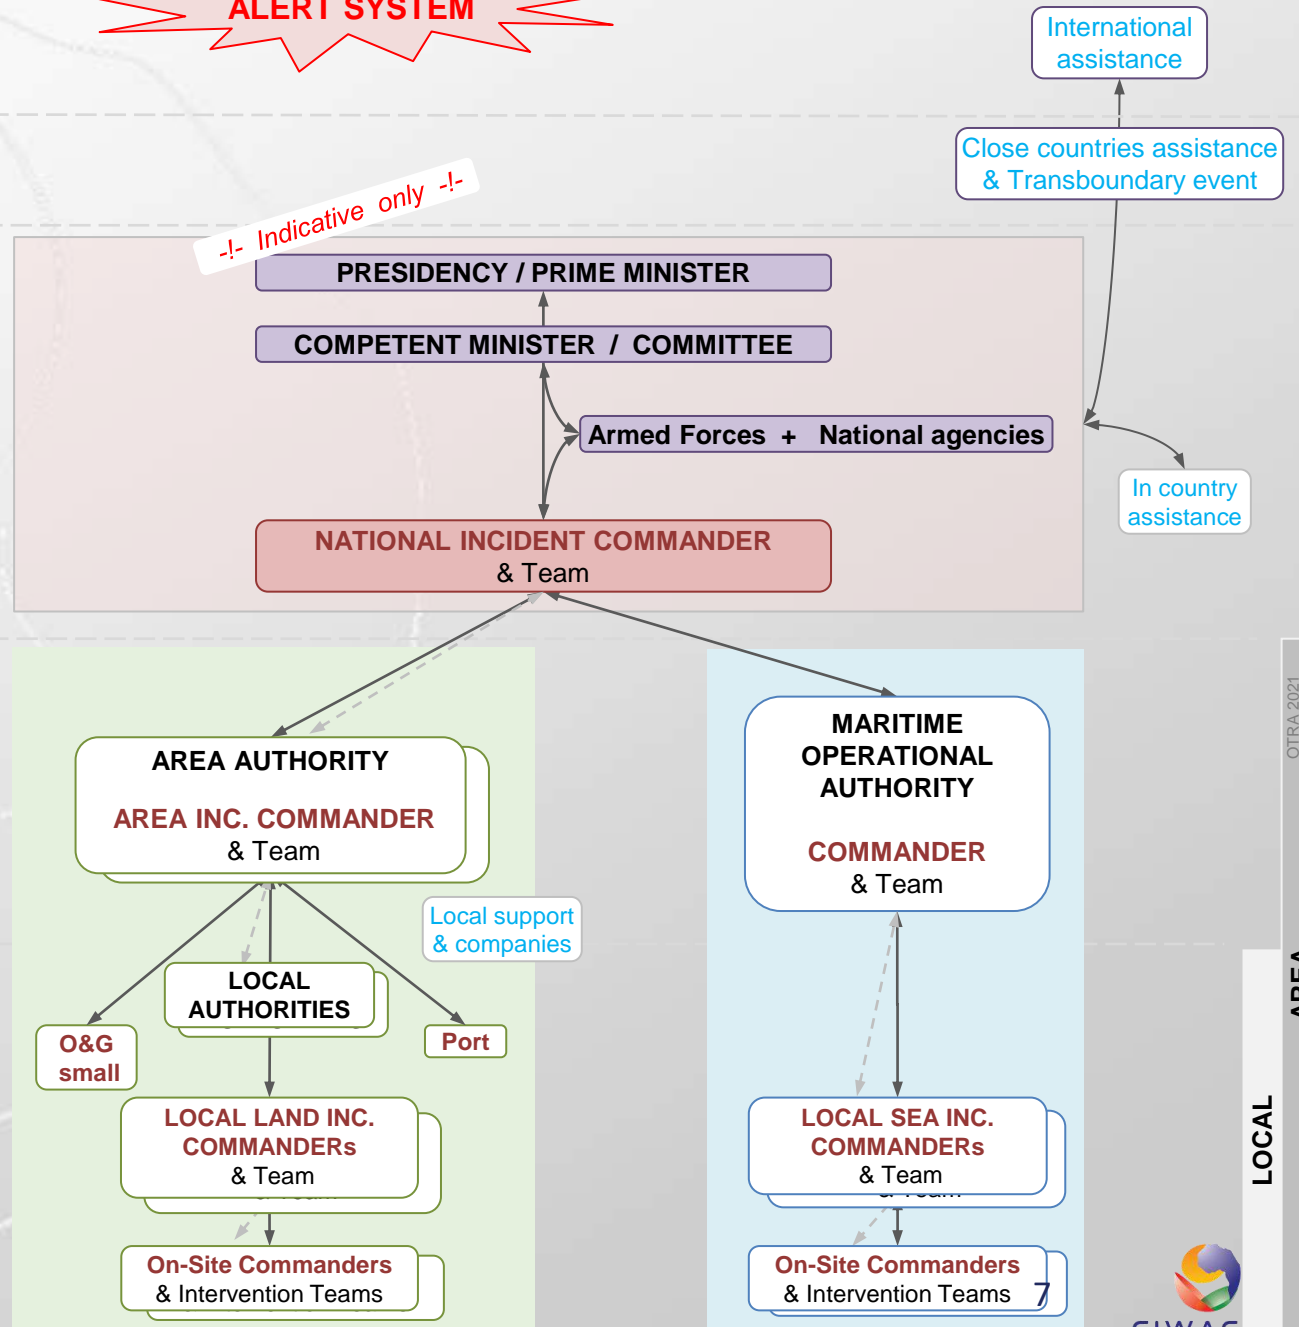 ALERT SYSTEM
International
assistance
Close countries assistance
& Transboundary event
-!- Indicative only -!-
PRESIDENCY / PRIME MINISTER
COMPETENT MINISTER / COMMITTEE
Armed Forces + National agencies
In country
assistance
NATIONAL INCIDENT COMMANDER
& Team
AREA AUTHORITY
AREA INC. COMMANDER
& Team
MARITIME
OPERATIONAL
AUTHORITY
COMMANDER
& Team
OTRA 2021
Local support
& companies
LOCAL
AUTHORITIES
O&G
small
Port
AREA
LOCAL LAND INC.
COMMANDERs
& Team
LOCAL SEA INC.
COMMANDERs
& Team
LOCAL
On-Site Commanders
& Intervention Teams
On-Site Commanders
& Intervention Teams
7